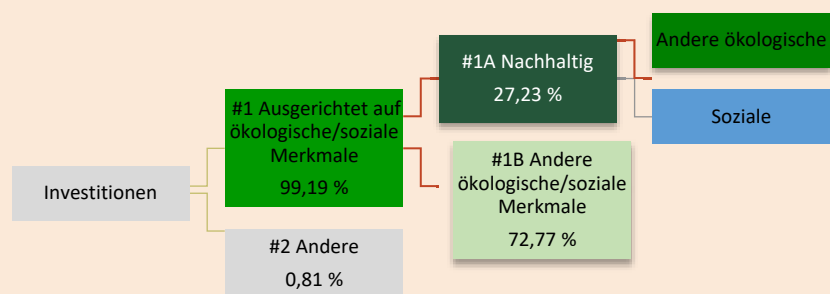 Investitionen
#1 Ausgerichtet auf
ökologische/soziale
Merkmale
99,19 %
#2 Andere
0,81 %
#1A Nachhaltig
27,23 %
#1B Andere
ökologische/soziale
Merkmale
72,77 %
Andere ökologische
Soziale